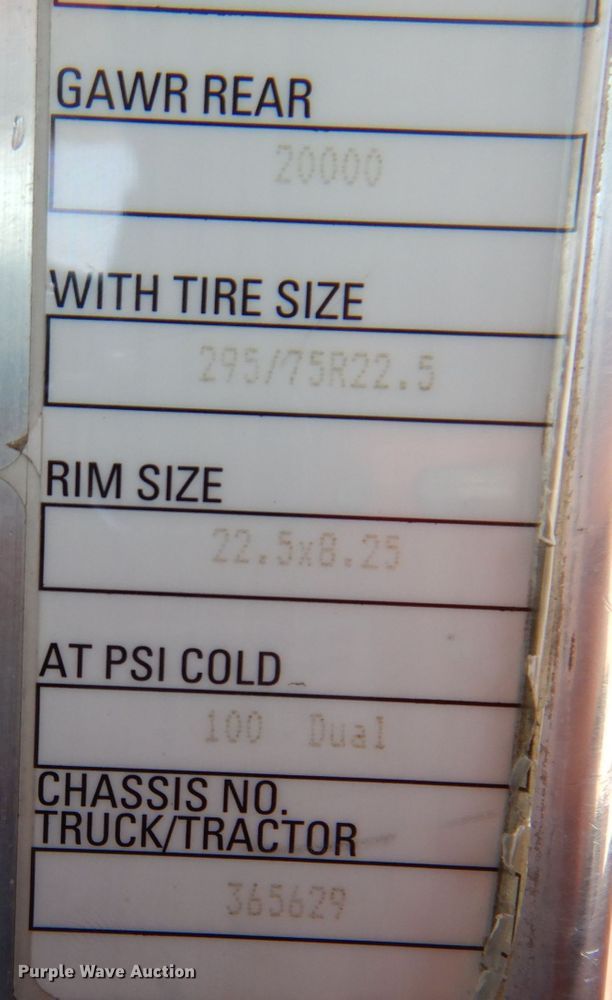 GAWR REAR
20000
WITH TIRE SIZE
295/75R22.5
RIM SIZE
22.5x8.25
AT PSI COLD
100 Dual
CHASSIS NO.
TRUCK/TRACTOR
365629
Purple Wave Auction